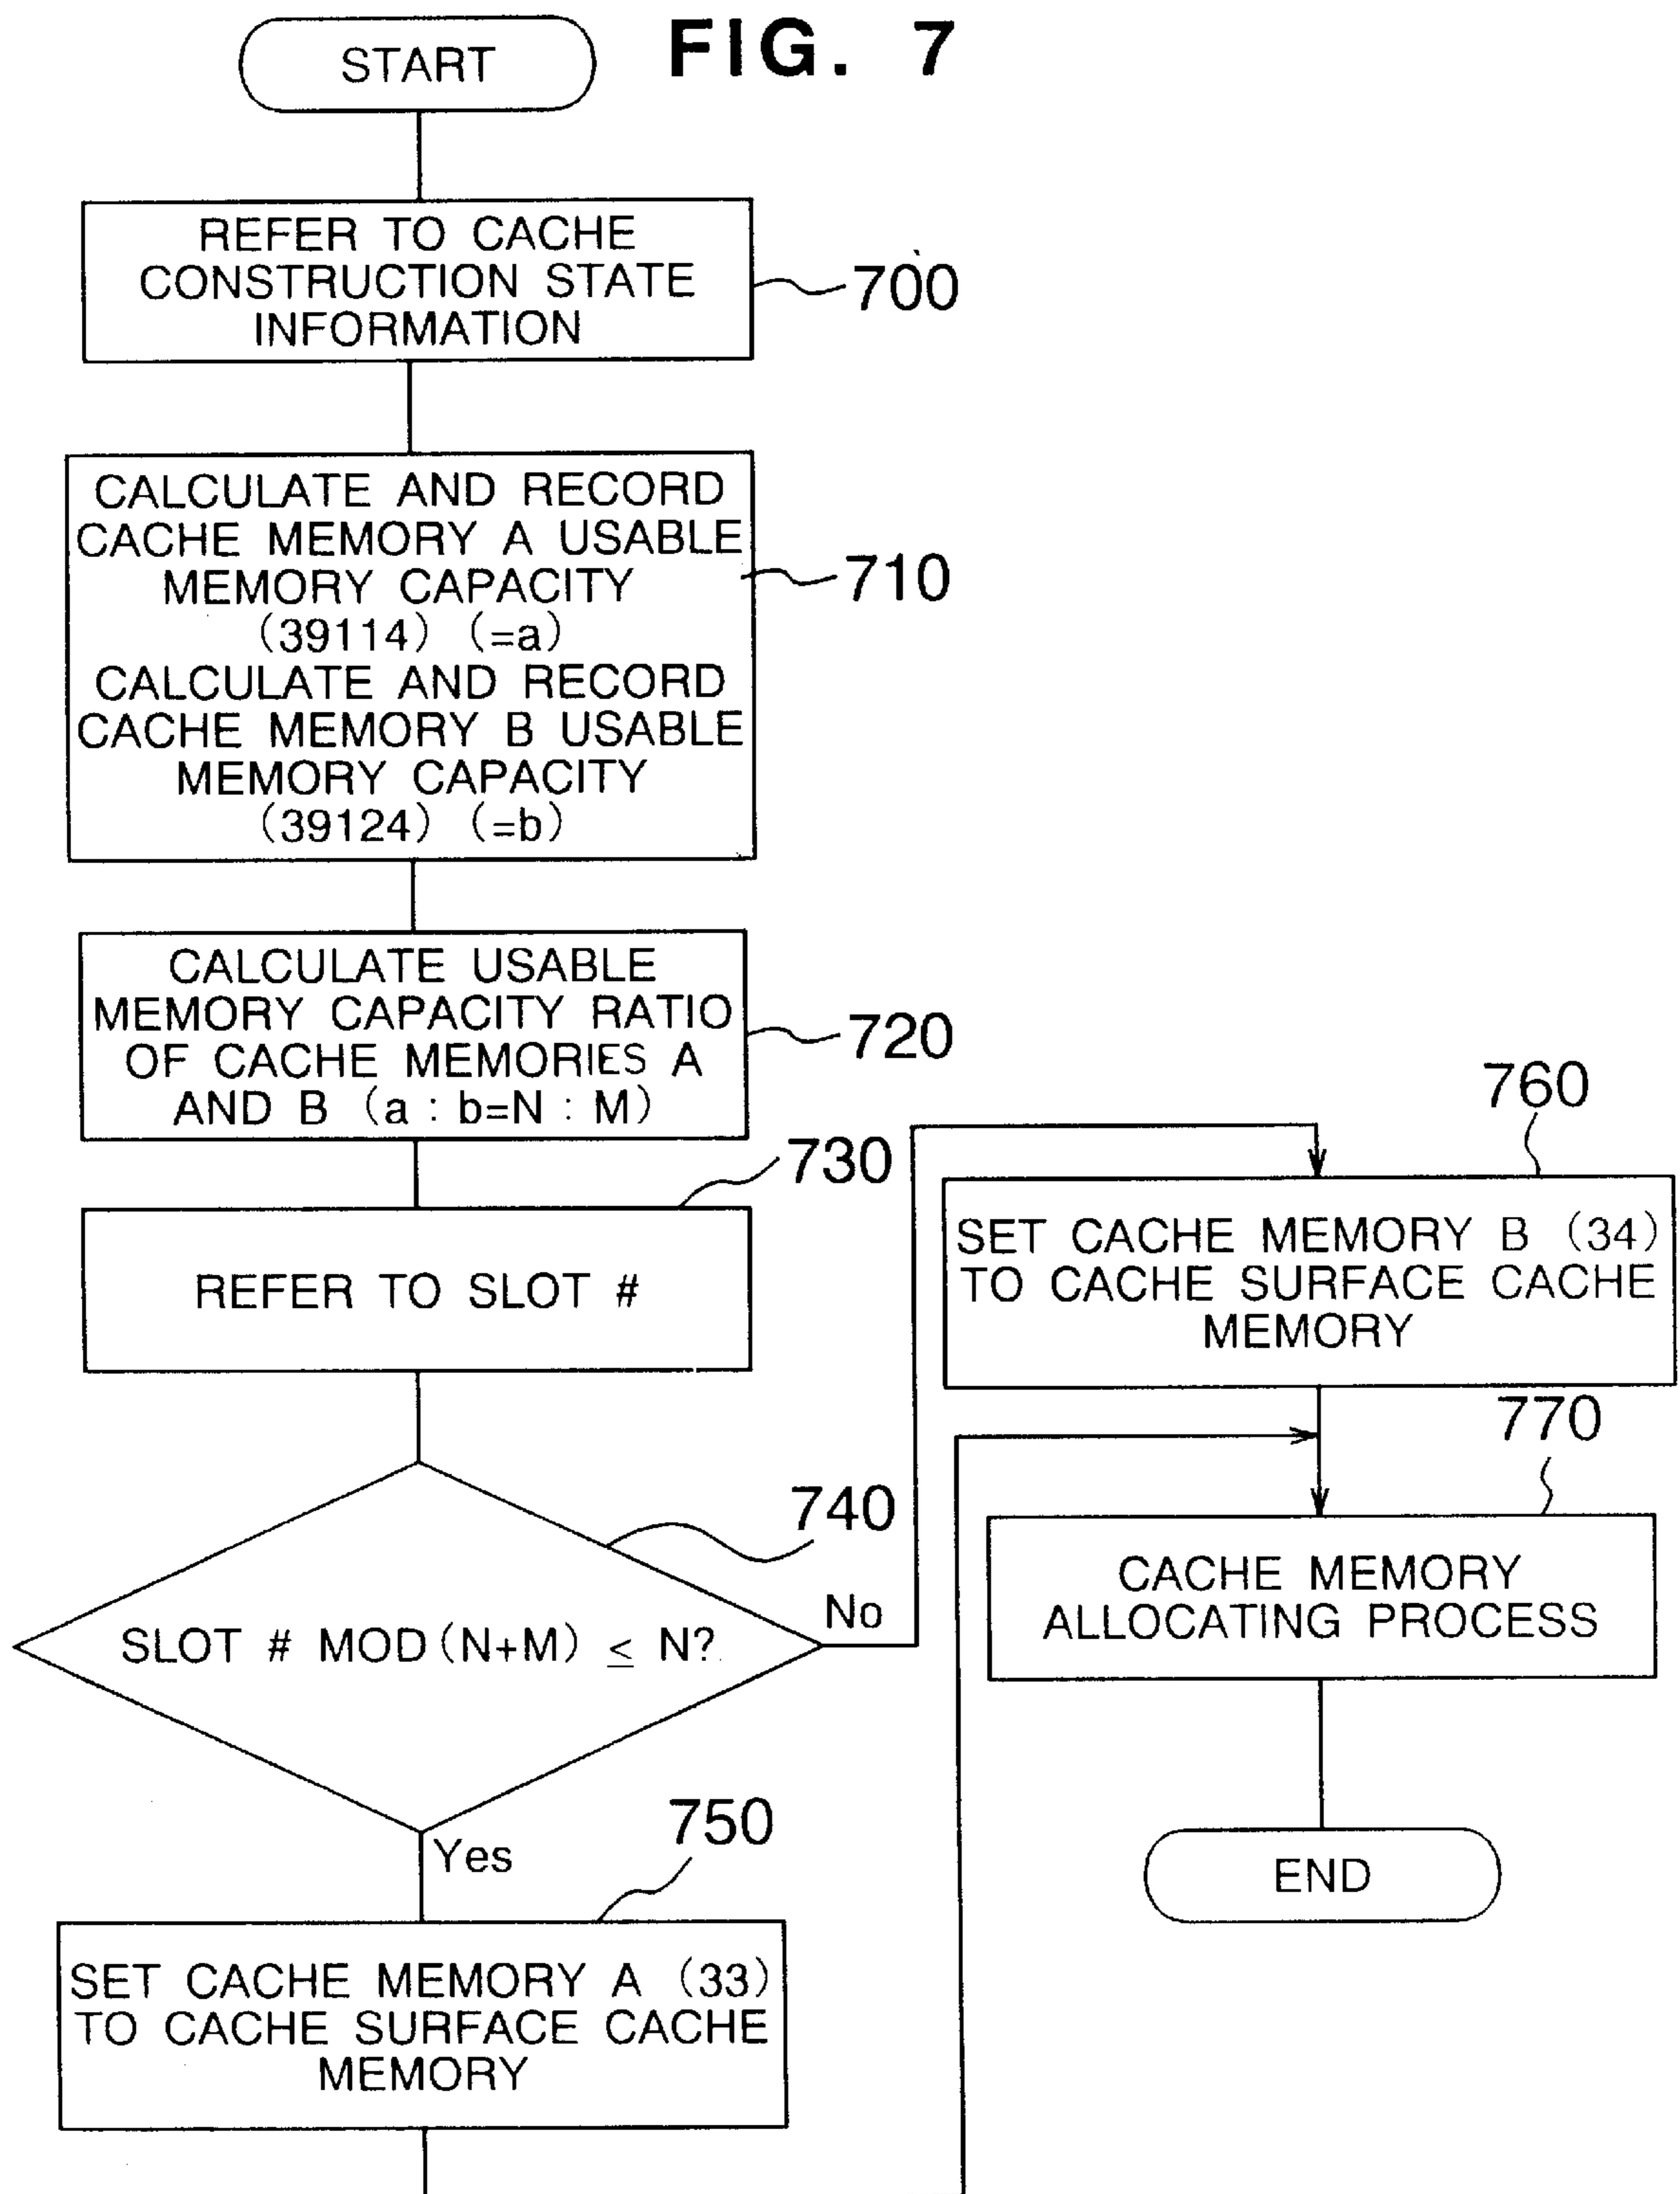 FIG. 7
START
REFER TO CACHE
CONSTRUCTION STATE
INFORMATION
700
CALCULATE AND RECORD
CACHE MEMORY A USABLE
MEMORY CAPACITY
(39114) (=a)
CALCULATE AND RECORD
CACHE MEMORY B USABLE
MEMORY CAPACITY
(39124) (=b)
710
CALCULATE USABLE
MEMORY CAPACITY RATIO
OF CACHE MEMORIES A
AND B (a : b=N : M)
720
730
REFER TO SLOT #
740
SLOT # MOD(N+M) ≤ N?
No
Yes
750
SET CACHE MEMORY A (33)
TO CACHE SURFACE CACHE
MEMORY
760
SET CACHE MEMORY B (34)
TO CACHE SURFACE CACHE
MEMORY
770
CACHE MEMORY
ALLOCATING PROCESS
END